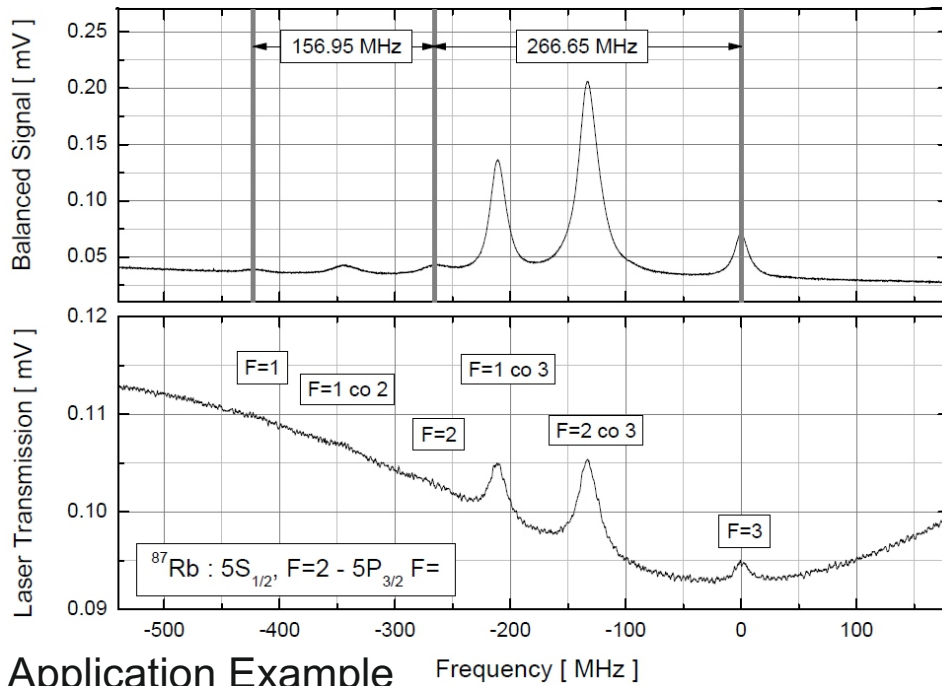 0.25
0.20
0.15
0.10
0.05
Balanced Signal [ mV ]
156.95 MHz
266.65 MHz
0.12
0.11
0.10
0.09
Laser Transmission [ mV ]
F=1
F=1 co 2
F=2
F=1 co 3
F=2 co 3
F=3
⁸⁷Rb : 5S₁/₂, F=2 - 5P₃/₂ F=
-500 -400 -300 -200 -100 0 100
Application Example
Frequency [ MHz ]